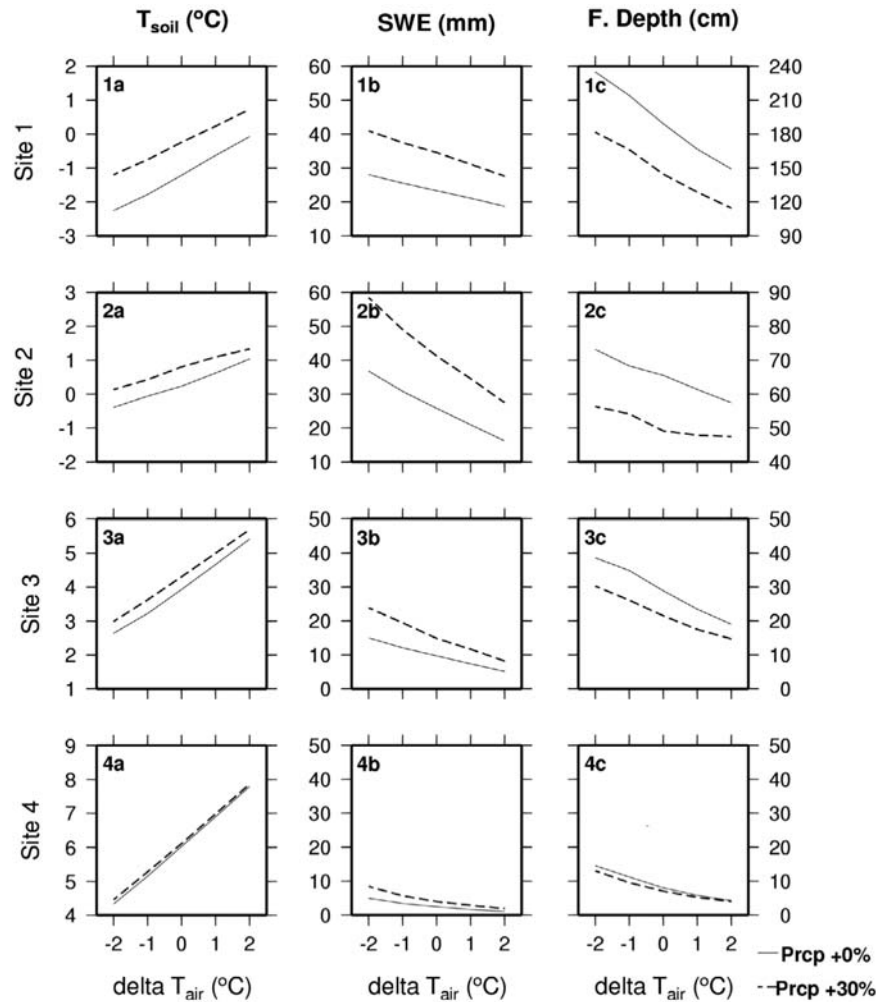 T_soil (ºC) SWE (mm) F. Depth (cm)
Site 1
1a 1b 1c
2 60 240
1 50 210
0 40 180
-1 30 150
-2 20 120
-3 10 90
Site 2
2a 2b 2c
3 60 90
2 50 80
1 40 70
0 30 60
-1 20 50
-2 10 40
Site 3
3a 3b 3c
6 50 50
5 40 40
4 30 30
3 20 20
2 10 10
1 0 0
Site 4
4a 4b 4c
9 50 50
8 40 40
7 30 30
6 20 20
5 10 10
4 0 0
-2 -1 0 1 2 -2 -1 0 1 2 -2 -1 0 1 2
delta T_air (ºC) delta T_air (ºC) delta T_air (ºC)
Prcp +0%
Prcp +30%